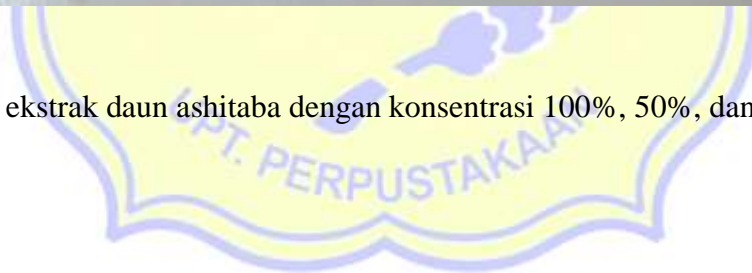 ekstrak daun ashitaba dengan konsentrasi 100%, 50%, dan
UPT. PERPUSTAKAAN